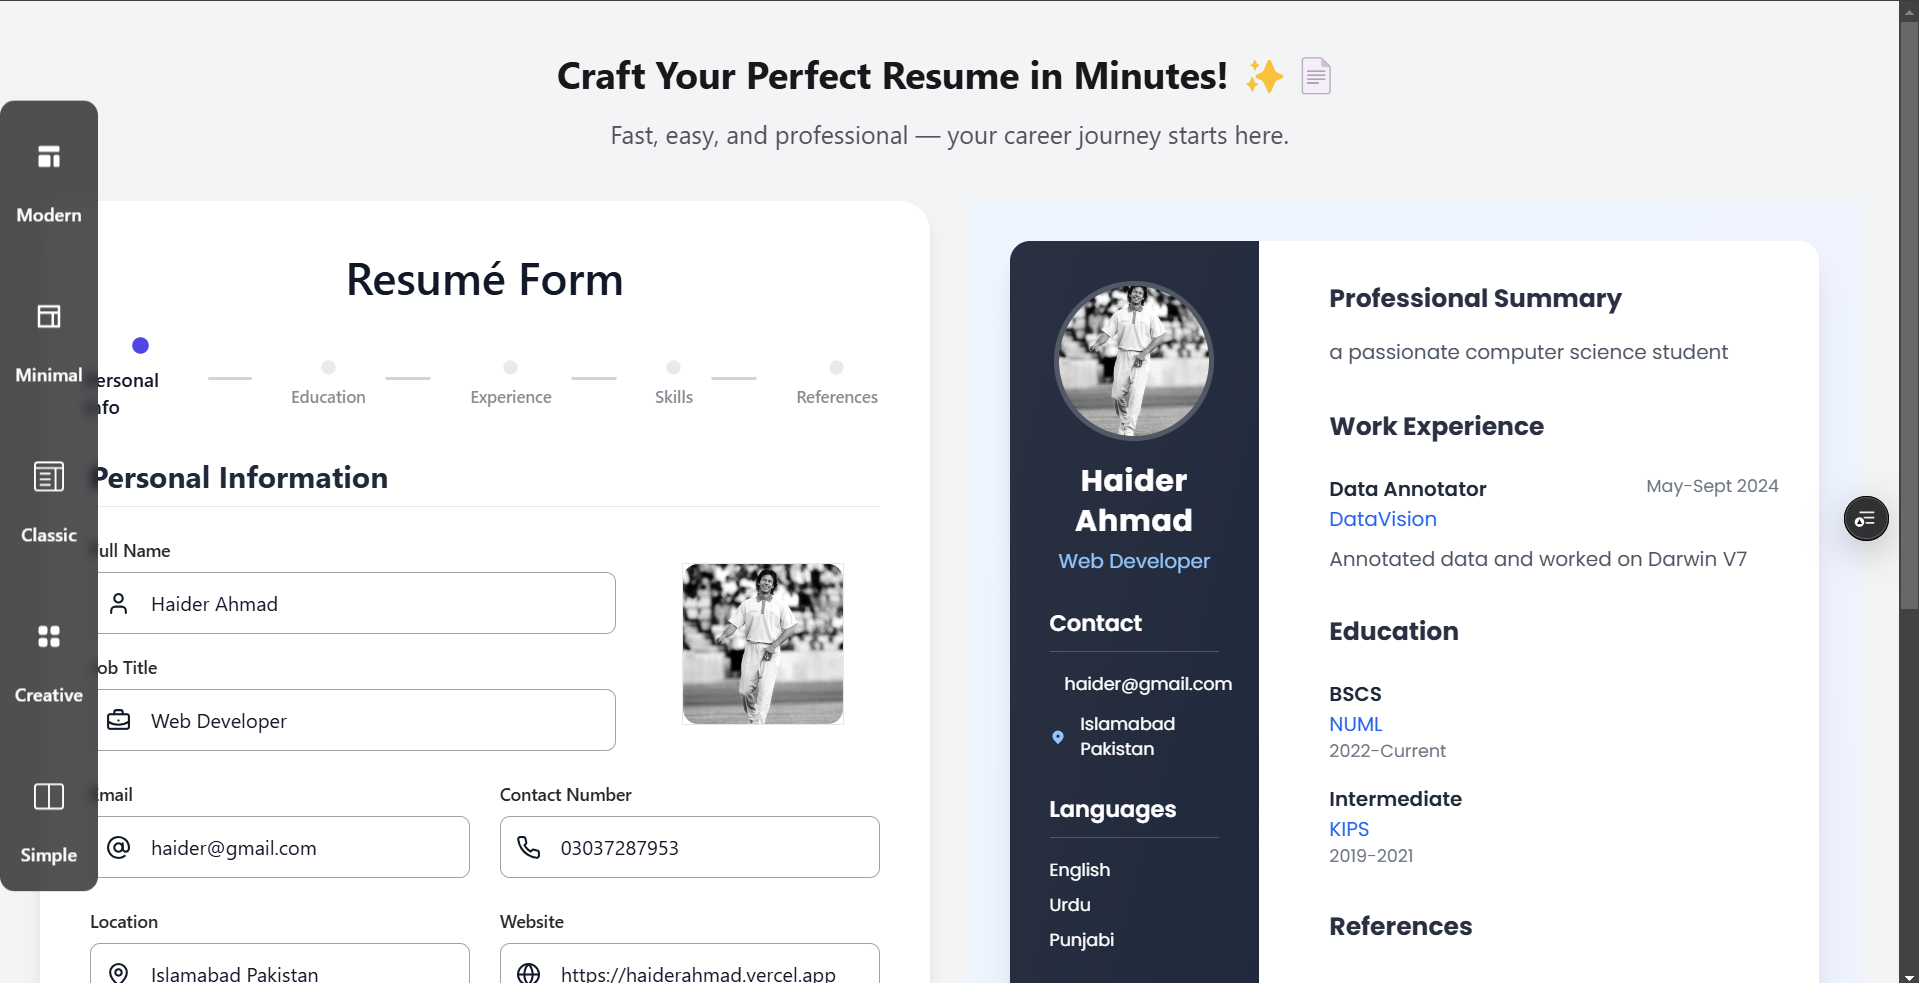 Craft Your Perfect Resume in Minutes! ✨ 📄
Fast, easy, and professional — your career journey starts here.
Modern
Minimal
Classic
Creative
Simple
Resumé Form
ersonal
nfo
Education
Experience
Skills
References
Personal Information
ull Name
Haider Ahmad
ob Title
Web Developer
mail
haider@gmail.com
Contact Number
03037287953
Location
Islamabad Pakistan
Website
https://haiderahmad.vercel.app
Haider
Ahmad
Web Developer
Contact
haider@gmail.com
Islamabad
Pakistan
Languages
English
Urdu
Punjabi
Professional Summary
a passionate computer science student
Work Experience
Data Annotator
May-Sept 2024
DataVision
Annotated data and worked on Darwin V7
Education
BSCS
NUML
2022-Current
Intermediate
KIPS
2019-2021
References